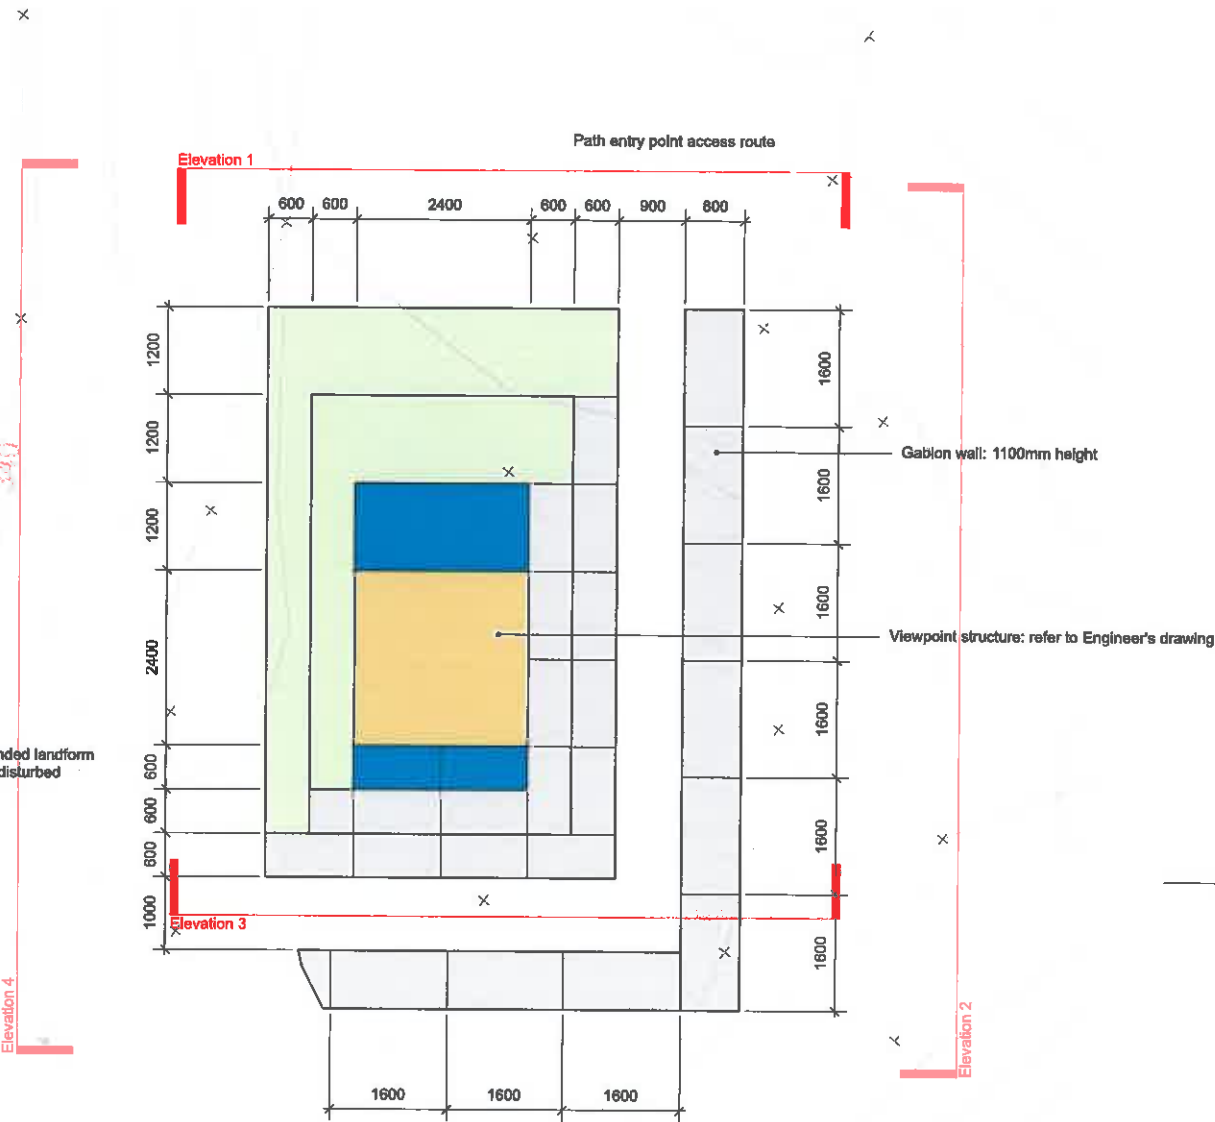 Path entry point access route
Elevation 1
600 600 2400 600 600 900 800
1200
1200
1200
2400
600
600
600
1000
1600
1600
1600
1600
1600
1600
Gabion wall: 1100mm height
Viewpoint structure: refer to Engineer's drawing
nded landform
disturbed
Elevation 3
Elevation 4
Elevation 2
1600 1600 1600